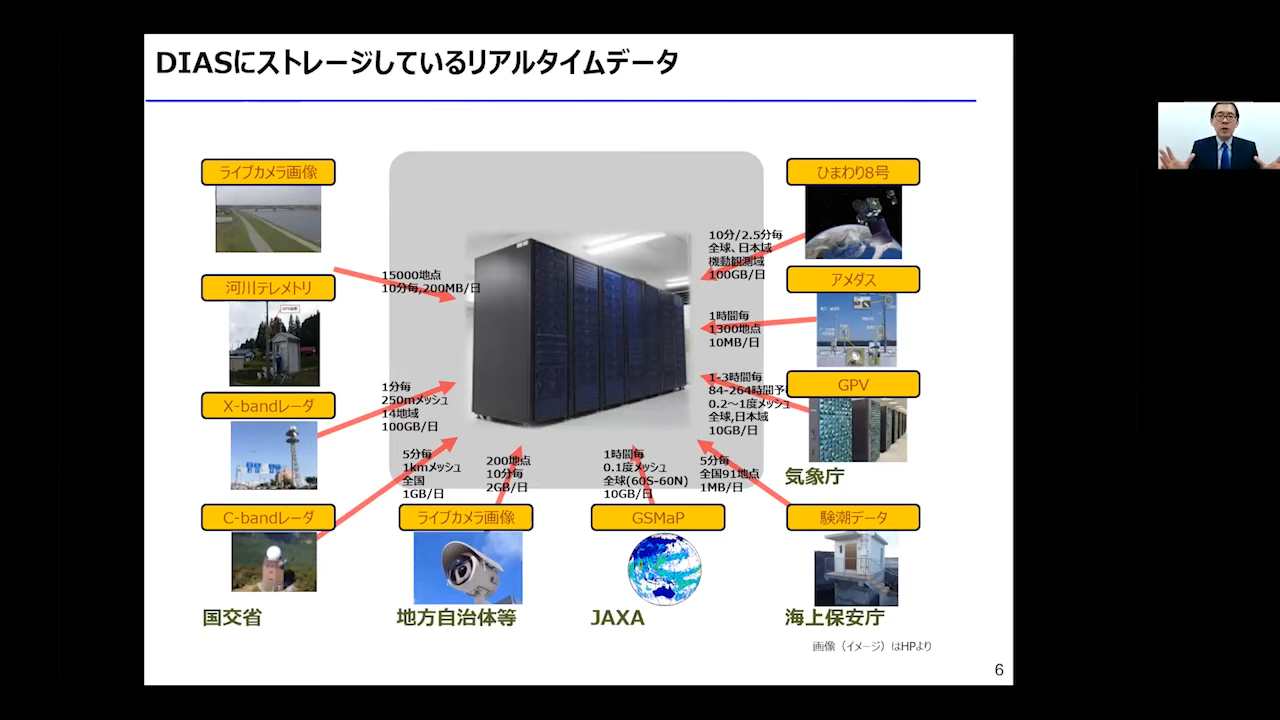 DIASにストレージしているリアルタイムデータ
ライブカメラ画像
河川テレメトリ
15000地点
10分毎,200MB/日
X-bandレーダ
1分毎
250mメッシュ
14地域
100GB/日
C-bandレーダ
5分毎
1kmメッシュ
全国
1GB/日
国交省
200地点
10分毎
2GB/日
ライブカメラ画像
地方自治体等
1時間毎
0.1度メッシュ
全球(60S-60N)
10GB/日
GSMaP
JAXA
ひまわり8号
10分/2.5分毎
全球、日本域
機動観測域
100GB/日
アメダス
1時間毎
1300地点
10MB/日
GPV
1-3時間毎
84-264時間予
0.2～1度メッシュ
全球,日本域
10GB/日
気象庁
5分毎
全国91地点
1MB/日
験潮データ
海上保安庁
画像（イメージ）はHPより
6